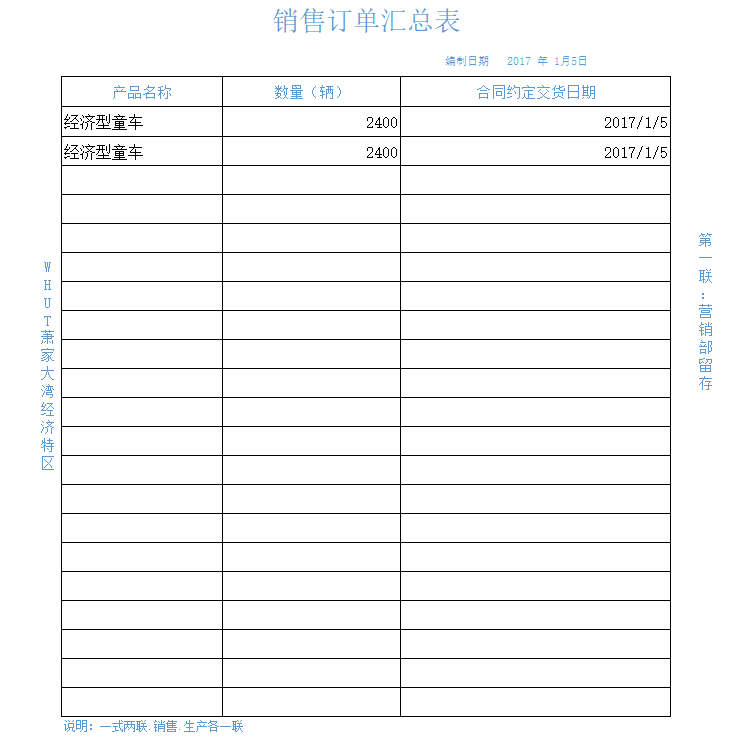 销售订单汇总表
编制日期 2017 年 1月5日
产品名称 数量（辆） 合同约定交货日期
经济型童车 2400 2017/1/5
经济型童车 2400 2017/1/5
WHUT萧家大湾经济特区
第一联：营销部留存
说明：一式两联.销售.生产各一联